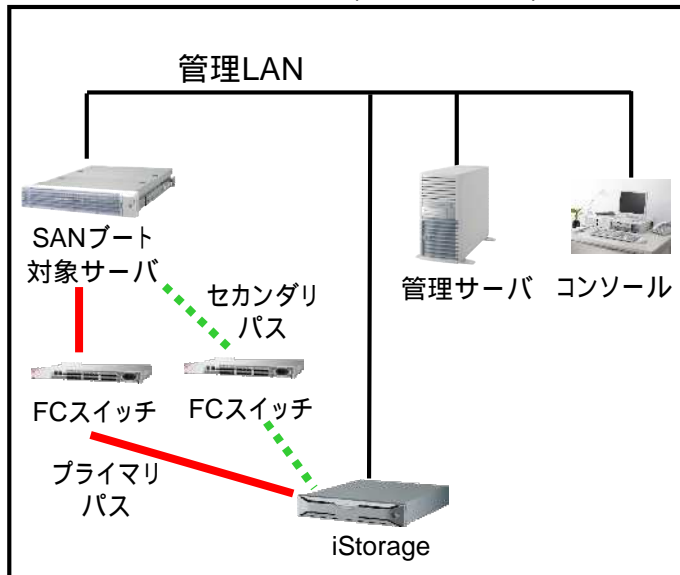 管理LAN
SANブート
対象サーバ
セカンダリ
パス
管理サーバ
コンソール
FCスイッチ
FCスイッチ
プライマリ
パス
iStorage